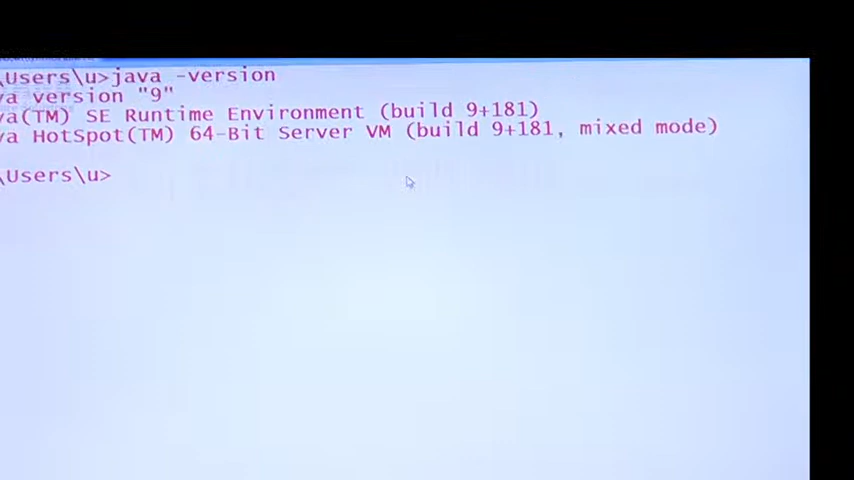 \Users\u>java -version
va version "9"
va(TM) SE Runtime Environment (build 9+181)
va HotSpot(TM) 64-Bit Server VM (build 9+181, mixed mode)
\Users\u>